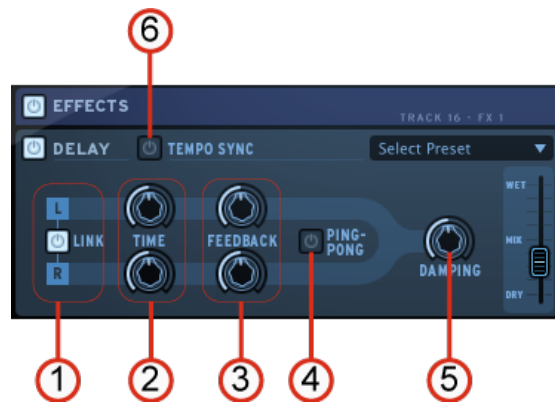 6
EFFECTS
TRACK 16 - FX 1
DELAY
TEMPO SYNC
Select Preset
WET
L
LINK
TIME
FEEDBACK
PING-
PONG
MIX
R
DAMPING
DRY
1
2
3
4
5